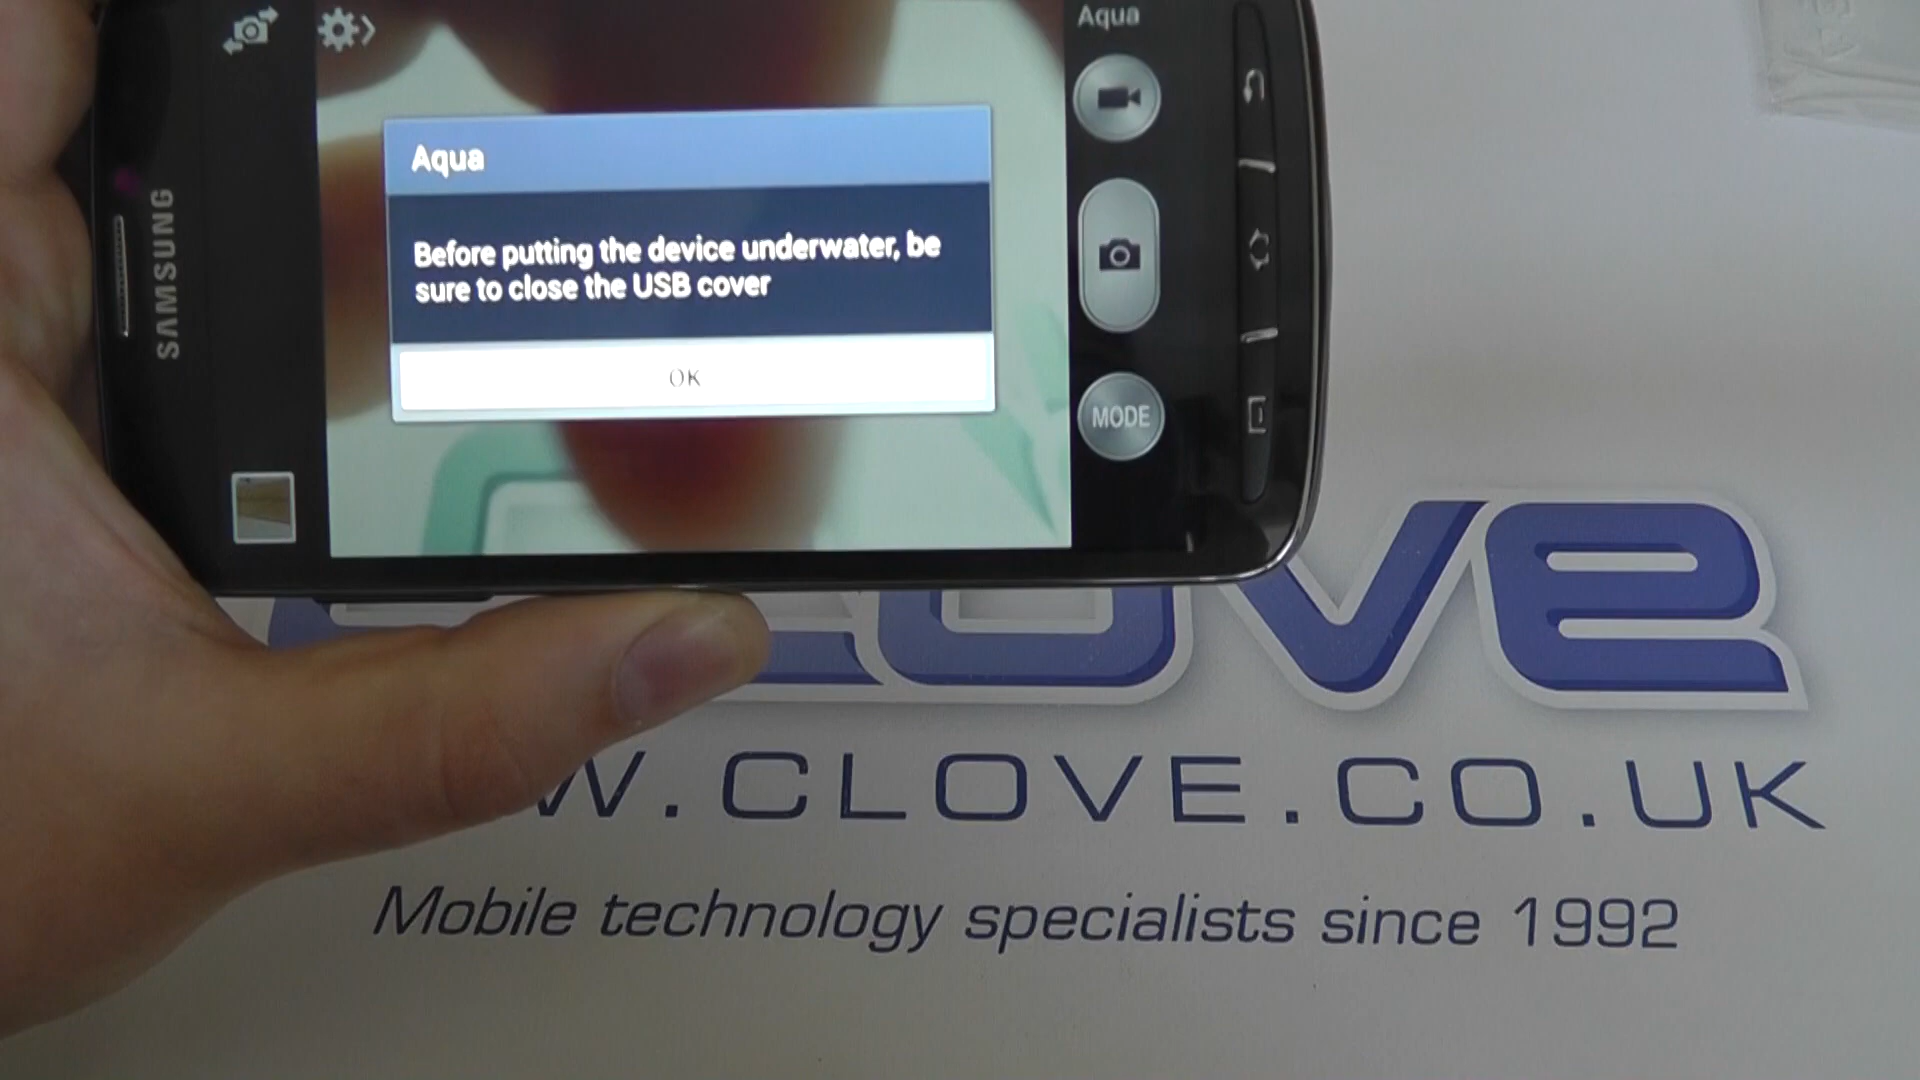 Aqua
Aqua
Before putting the device underwater, be
sure to close the USB cover
OK
MODE
SAMSUNG
ove
W.CLOVE.CO.UK
Mobile technology specialists since 1992